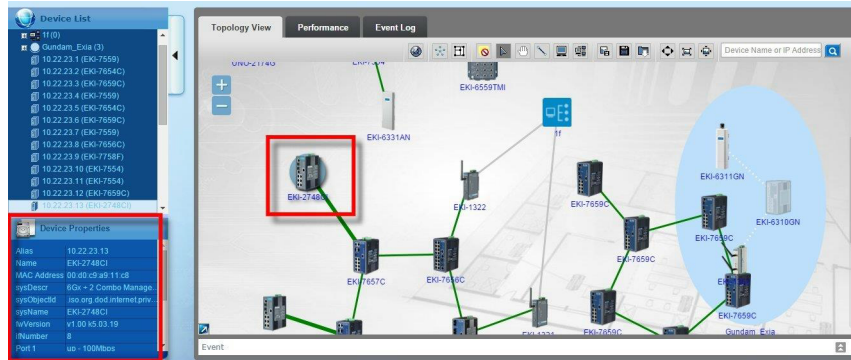 Device List
1f (0)
Gundam_Exia (3)
10.22.23.1 (EKI-7559)
10.22.23.2 (EKI-7654C)
10.22.23.3 (EKI-7659C)
10.22.23.4 (EKI-7559)
10.22.23.5 (EKI-7654C)
10.22.23.6 (EKI-7659C)
10.22.23.7 (EKI-7559)
10.22.23.8 (EKI-7656C)
10.22.23.9 (EKI-7758F)
10.22.23.10 (EKI-7554)
10.22.23.11 (EKI-7554)
10.22.23.12 (EKI-7659C)
10.22.23.13 (EKI-2748CI)
Device Properties
Alias 10.22.23.13
Name EKI-2748CI
MAC Address 00:d0:c9:a9:11:c8
sysDescr 6Gx + 2 Combo Manage...
sysObjectId .iso.org.dod.internet.priv...
sysName EKI-2748CI
fwVersion v1.00 k5.03.19
ifNumber 8
Port 1 up - 100Mbps
Topology View Performance Event Log
Device Name or IP Address
UNO-2174G
EKI-6559TMI
EKI-6331AN
1f
EKI-2748CI
EKI-1322
EKI-7659C
EKI-6311GN
EKI-6310GN
EKI-7659C
EKI-7659C
EKI-7657C
EKI-7656C
EKI-7659C
Gundam_Exia
EKI-1321
EKI-7659C
Event